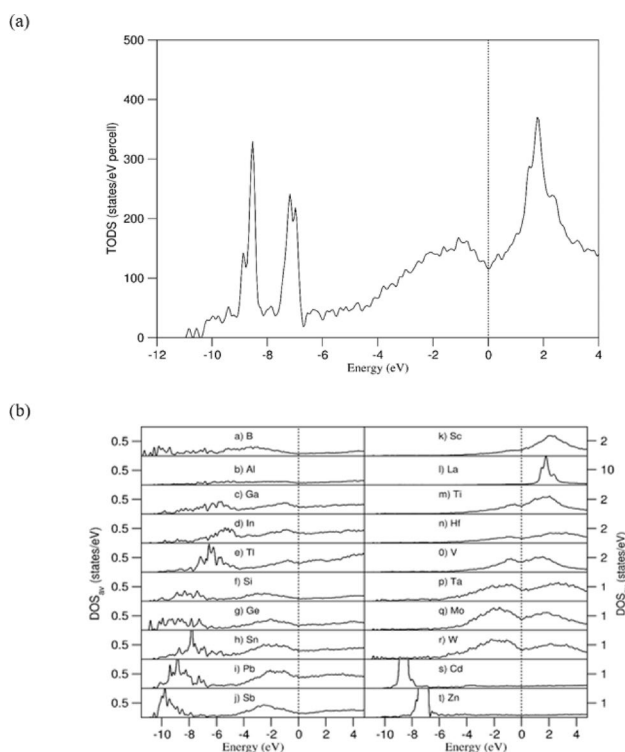 (a)
500
400
300
200
100
0
TODS (states/eV percell)
-12 -10 -8 -6 -4 -2 0 2 4
Energy (eV)
(b)
0.5 a) B k) Sc 2
0.5 b) Al l) La 10
0.5 c) Ga m) Ti 2
0.5 d) In n) Hf 2
0.5 e) Tl 0) V 2
0.5 f) Si p) Ta 1
0.5 g) Ge q) Mo 1
0.5 h) Sn r) W 1
0.5 i) Pb s) Cd 1
0.5 j) Sb t) Zn 1
DOSav (states/eV)
DOS (states/eV)
-10 -8 -6 -4 -2 0 2 4 -10 -8 -6 -4 -2 0 2 4
Energy (eV) Energy (eV)